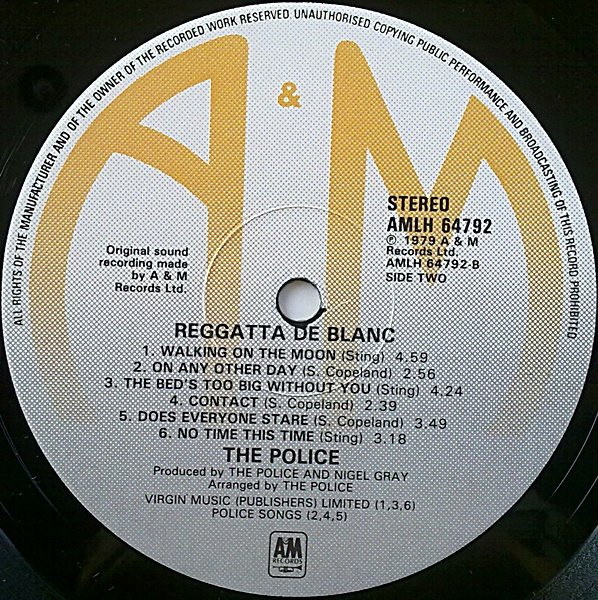 ALL RIGHTS OF THE MANUFACTURER AND OF THE OWNER OF THE RECORDED WORK RESERVED UNAUTHORISED COPYING PUBLIC PERFORMANCE AND BROADCASTING OF THIS RECORD PROHIBITED
A & M
STEREO
AMLH 64792
℗ 1979 A & M
Records Ltd.
AMLH 64792-B
SIDE TWO
Original sound
recording made
by A & M
Records Ltd.
REGGATTA DE BLANC
1. WALKING ON THE MOON (Sting) 4.59
2. ON ANY OTHER DAY (S. Copeland) 2.56
3. THE BED'S TOO BIG WITHOUT YOU (Sting) 4.24
4. CONTACT (S. Copeland) 2.39
5. DOES EVERYONE STARE (S. Copeland) 3.49
6. NO TIME THIS TIME (Sting) 3.18
THE POLICE
Produced by THE POLICE AND NIGEL GRAY
Arranged by THE POLICE
VIRGIN MUSIC (PUBLISHERS) LIMITED (1,3,6)
POLICE SONGS (2,4,5)
A&M
RECORDS